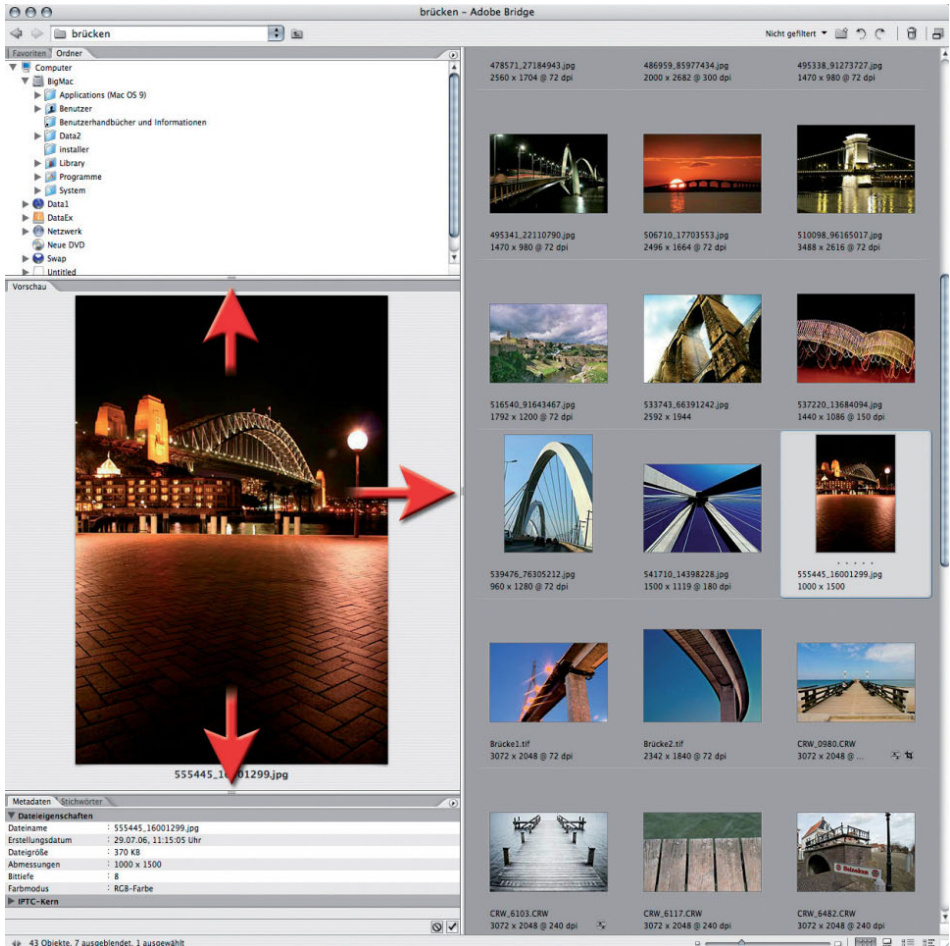 brücken – Adobe Bridge
brücken
Nicht gefiltert
Favoriten Ordner
Computer
BigMac
Applications (Mac OS 9)
Benutzer
Benutzerhandbücher und Informationen
Data2
installer
Library
Programme
System
Data1
DataEx
Netzwerk
Neue DVD
Swap
Untitled
Vorschau
555445_16001299.jpg
Metadaten Stichwörter
Dateieigenschaften
Dateiname : 555445_16001299.jpg
Erstellungsdatum : 29.07.06, 11:15:05 Uhr
Dateigröße : 370 KB
Abmessungen : 1000 x 1500
Bittiefe : 8
Farbmodus : RGB-Farbe
IPTC-Kern
43 Objekte, 7 ausgeblendet, 1 ausgewählt
478571_27184943.jpg
2560 x 1704 @ 72 dpi
486959_85977434.jpg
2000 x 2682 @ 300 dpi
495338_91273727.jpg
1470 x 980 @ 72 dpi
495341_22110790.jpg
1470 x 980 @ 72 dpi
506710_17703553.jpg
2496 x 1664 @ 72 dpi
510098_96165017.jpg
3488 x 2616 @ 72 dpi
516540_91643467.jpg
1792 x 1200 @ 72 dpi
533743_66391242.jpg
2592 x 1944
537220_13684094.jpg
1440 x 1086 @ 150 dpi
539476_76305212.jpg
960 x 1280 @ 72 dpi
541710_14398228.jpg
1500 x 1119 @ 180 dpi
555445_16001299.jpg
1000 x 1500
Brücke1.tif
3072 x 2048 @ 72 dpi
Brücke2.tif
2342 x 1840 @ 72 dpi
CRW_0980.CRW
3072 x 2048 @ ...
CRW_6103.CRW
3072 x 2048 @ 240 dpi
CRW_6117.CRW
3072 x 2048 @ 240 dpi
Heineken
CRW_6482.CRW
3072 x 2048 @ 240 dpi